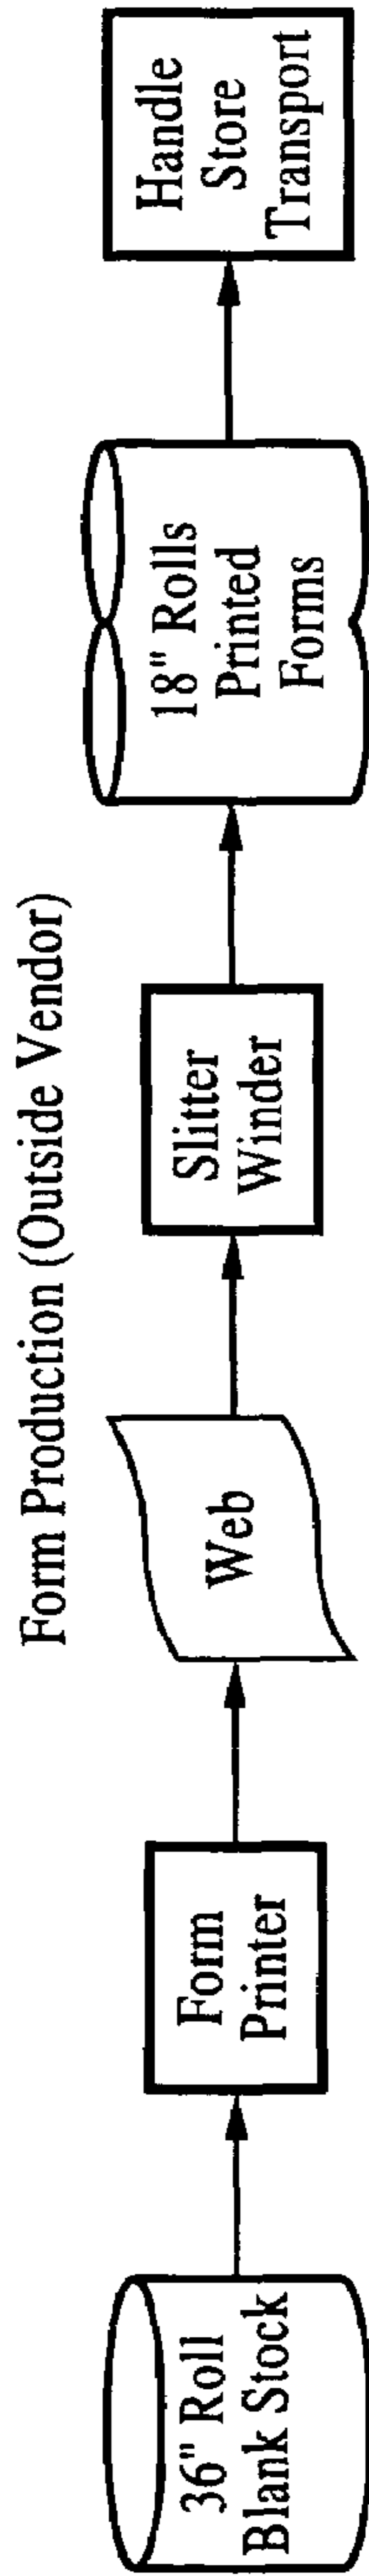 Form Production (Outside Vendor)
36" Roll
Blank Stock
Form
Printer
Web
Slitter
Winder
18" Rolls
Printed
Forms
Handle
Store
Transport